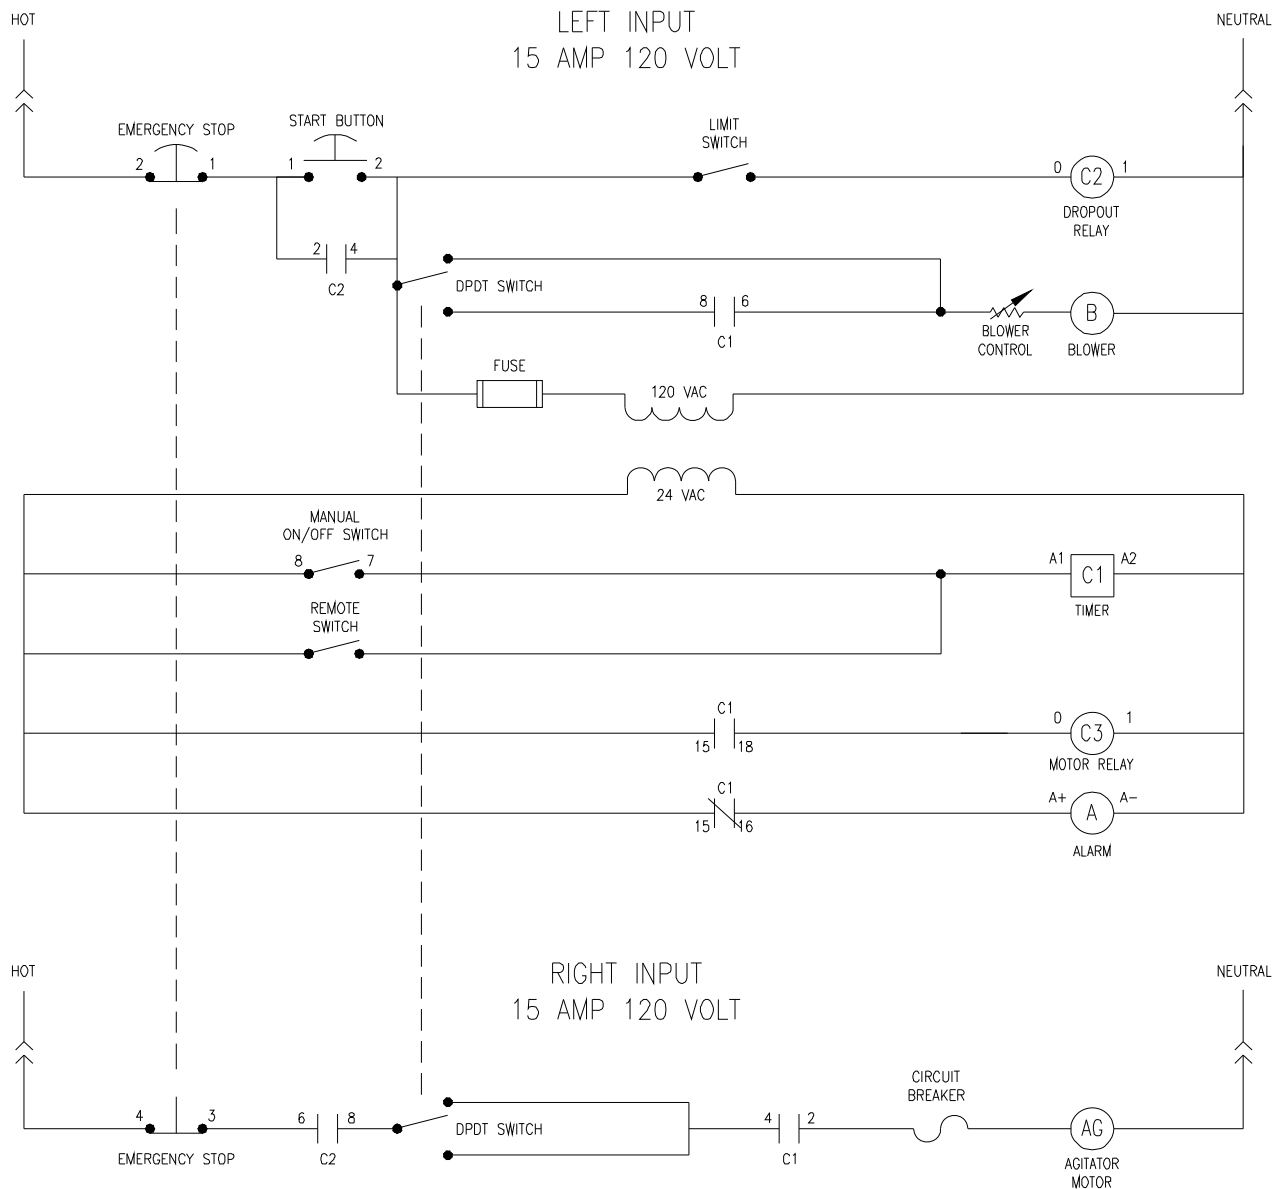 HOT
LEFT INPUT
NEUTRAL
15 AMP 120 VOLT
EMERGENCY STOP
START BUTTON
LIMIT
SWITCH
2 1 1 2 0 C2 1
DROPOUT
RELAY
2 4
C2
DPDT SWITCH
8 6
C1
BLOWER
CONTROL
B
BLOWER
FUSE
120 VAC
24 VAC
MANUAL
ON/OFF SWITCH
8 7
A1 C1 A2
TIMER
REMOTE
SWITCH
C1
15 18
0 C3 1
MOTOR RELAY
C1
15 16
A+ A A-
ALARM
HOT
RIGHT INPUT
NEUTRAL
15 AMP 120 VOLT
CIRCUIT
BREAKER
4 3 6 8 4 2
EMERGENCY STOP
C2
DPDT SWITCH
C1
AG
AGITATOR
MOTOR